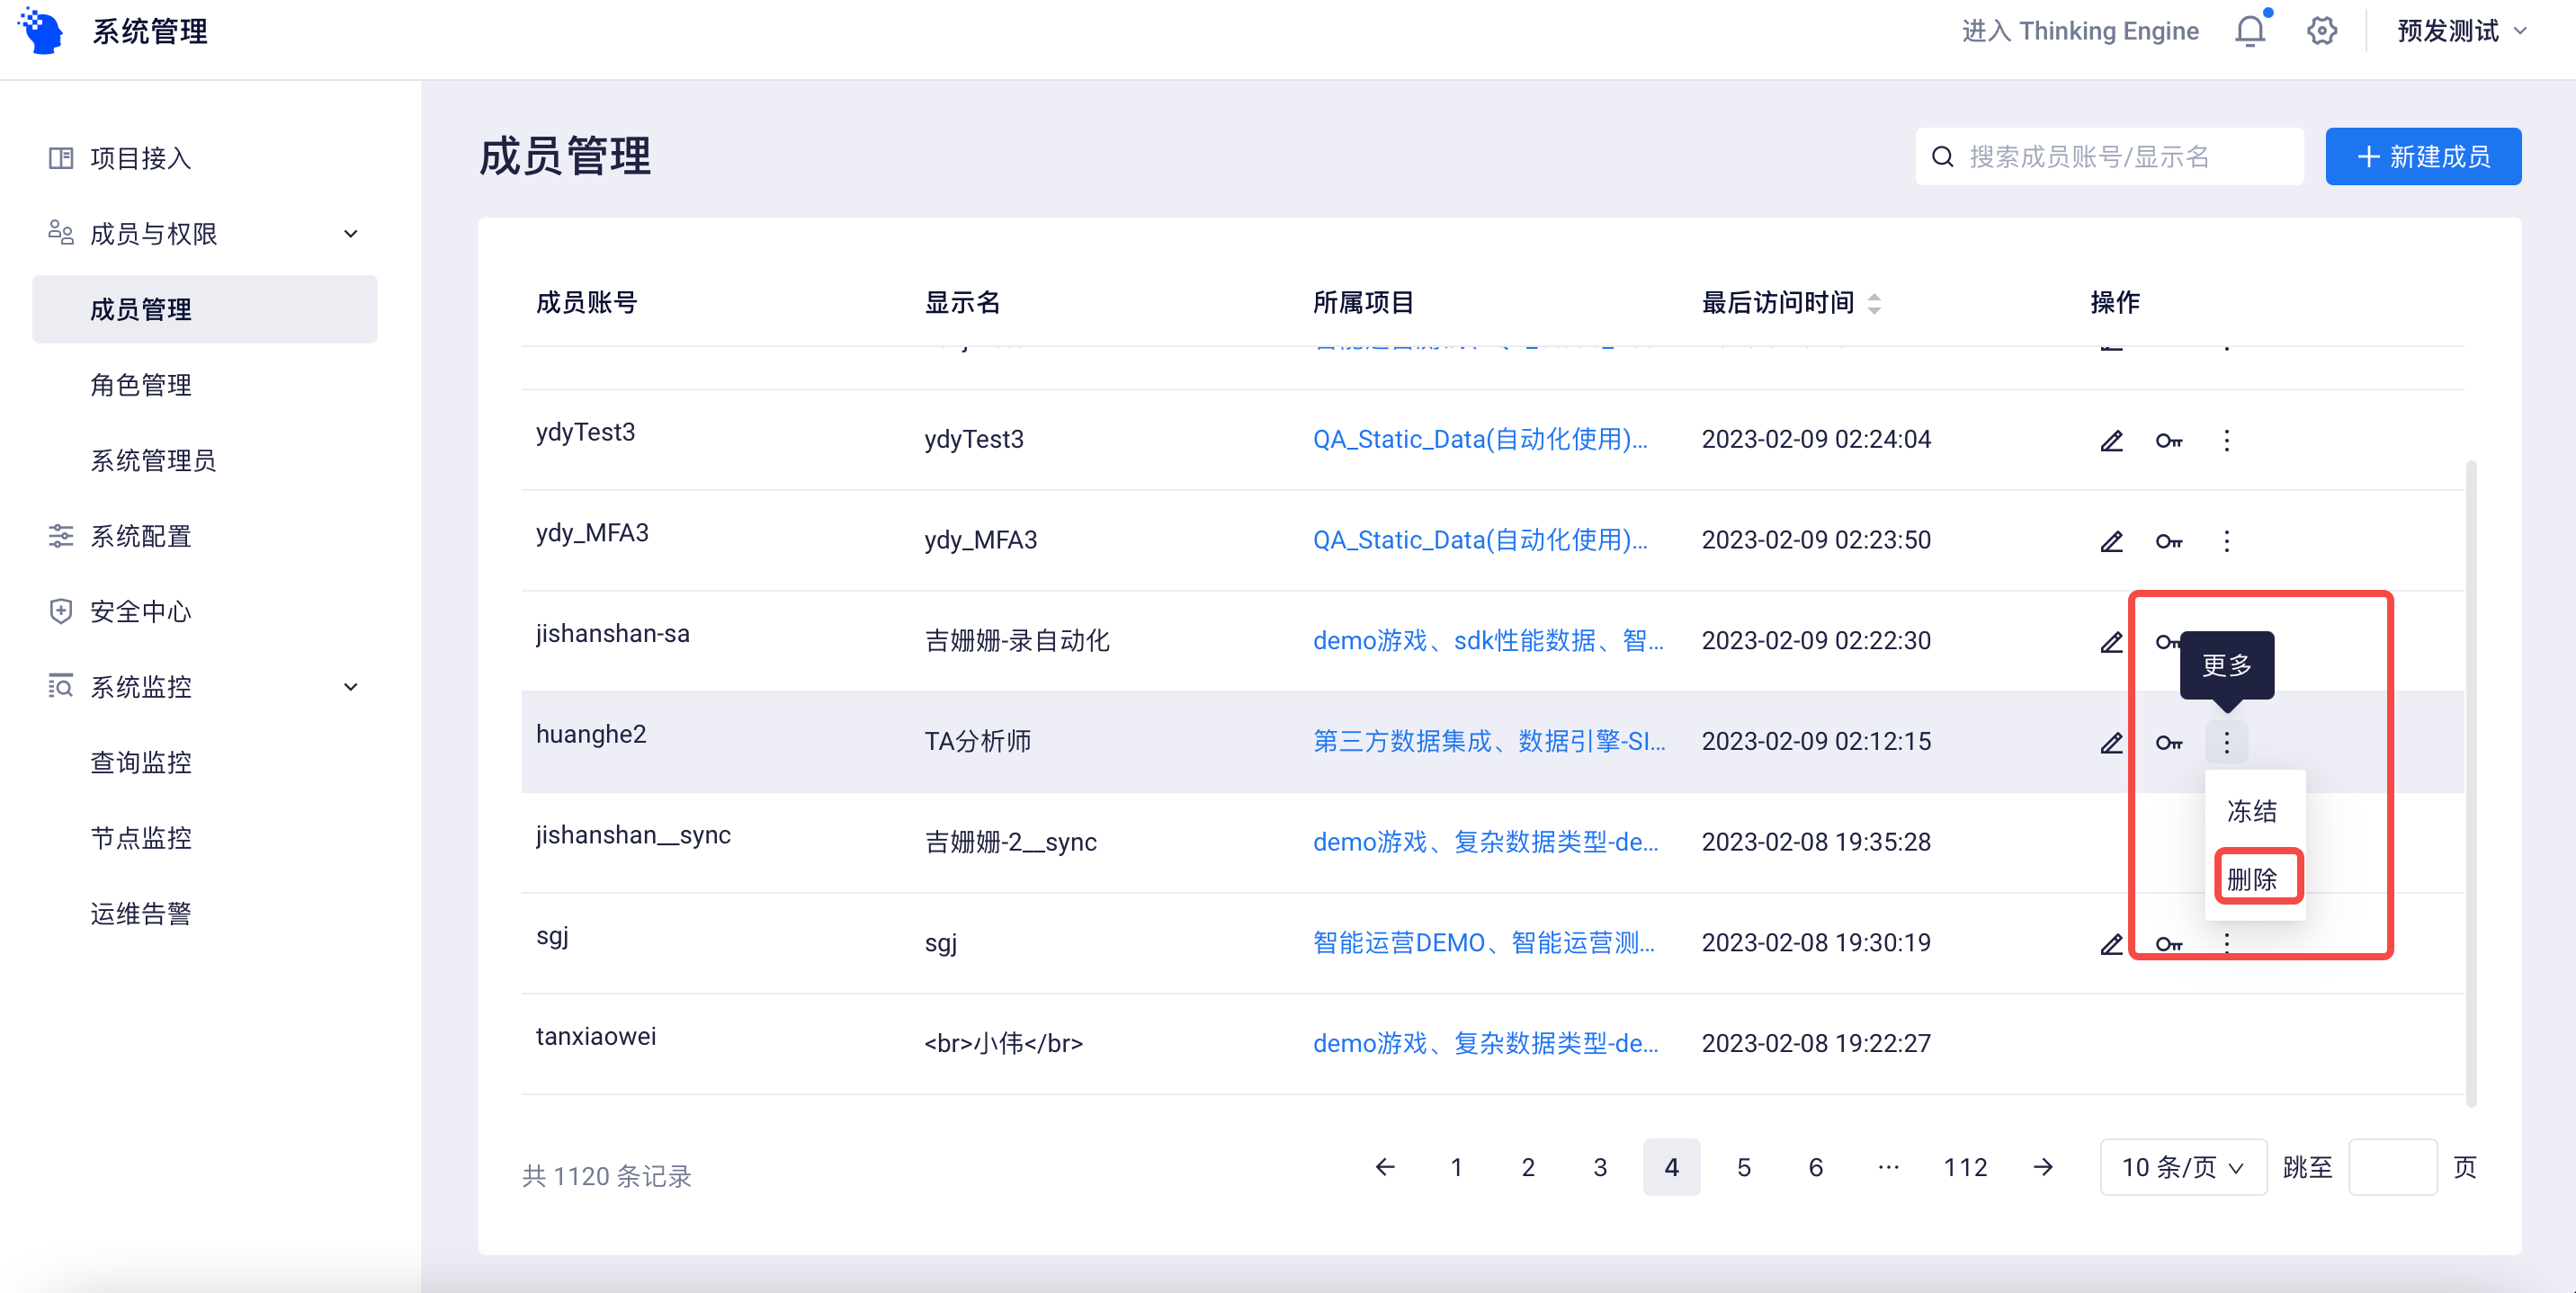 系统管理
进入 Thinking Engine
预发测试
项目接入
成员与权限
成员管理
角色管理
系统管理员
系统配置
安全中心
系统监控
查询监控
节点监控
运维告警
成员管理
搜索成员账号/显示名
新建成员
成员账号 显示名 所属项目 最后访问时间 操作
ydyTest3 ydyTest3 QA_Static_Data(自动化使用)... 2023-02-09 02:24:04
ydy_MFA3 ydy_MFA3 QA_Static_Data(自动化使用)... 2023-02-09 02:23:50
jishanshan-sa 吉姗姗-录自动化 demo游戏、sdk性能数据、智... 2023-02-09 02:22:30
更多
huanghe2 TA分析师 第三方数据集成、数据引擎-SI... 2023-02-09 02:12:15
冻结
jishanshan__sync 吉姗姗-2__sync demo游戏、复杂数据类型-de... 2023-02-08 19:35:28
删除
sgj sgj 智能运营DEMO、智能运营测... 2023-02-08 19:30:19
tanxiaowei <br>小伟</br> demo游戏、复杂数据类型-de... 2023-02-08 19:22:27
共 1120 条记录
1 2 3 4 5 6 ··· 112
10 条/页 跳至 页